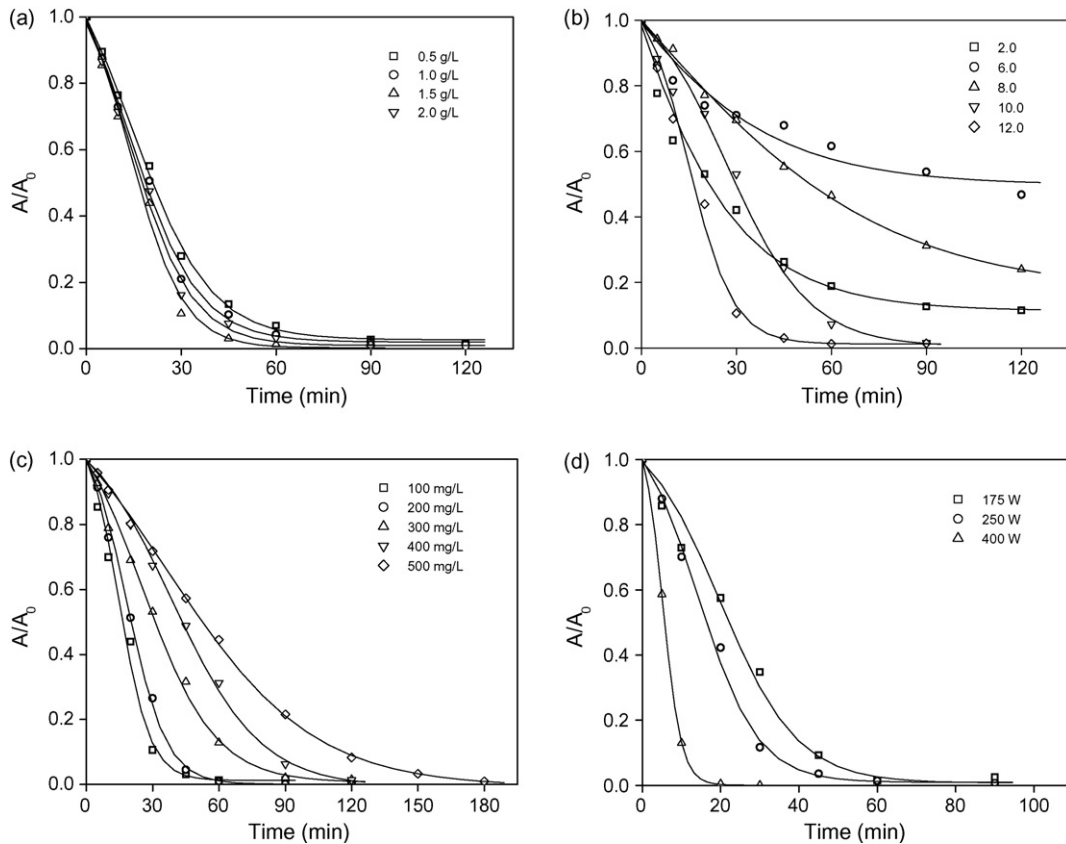 (a)
1.0
0.8
0.6
0.4
0.2
0.0
A/A₀
0 30 60 90 120
Time (min)
0.5 g/L
1.0 g/L
1.5 g/L
2.0 g/L
(b)
1.0
0.8
0.6
0.4
0.2
0.0
A/A₀
0 30 60 90 120
Time (min)
2.0
6.0
8.0
10.0
12.0
(c)
1.0
0.8
0.6
0.4
0.2
0.0
A/A₀
0 30 60 90 120 150 180
Time (min)
100 mg/L
200 mg/L
300 mg/L
400 mg/L
500 mg/L
(d)
1.0
0.8
0.6
0.4
0.2
0.0
A/A₀
0 20 40 60 80 100
Time (min)
175 W
250 W
400 W